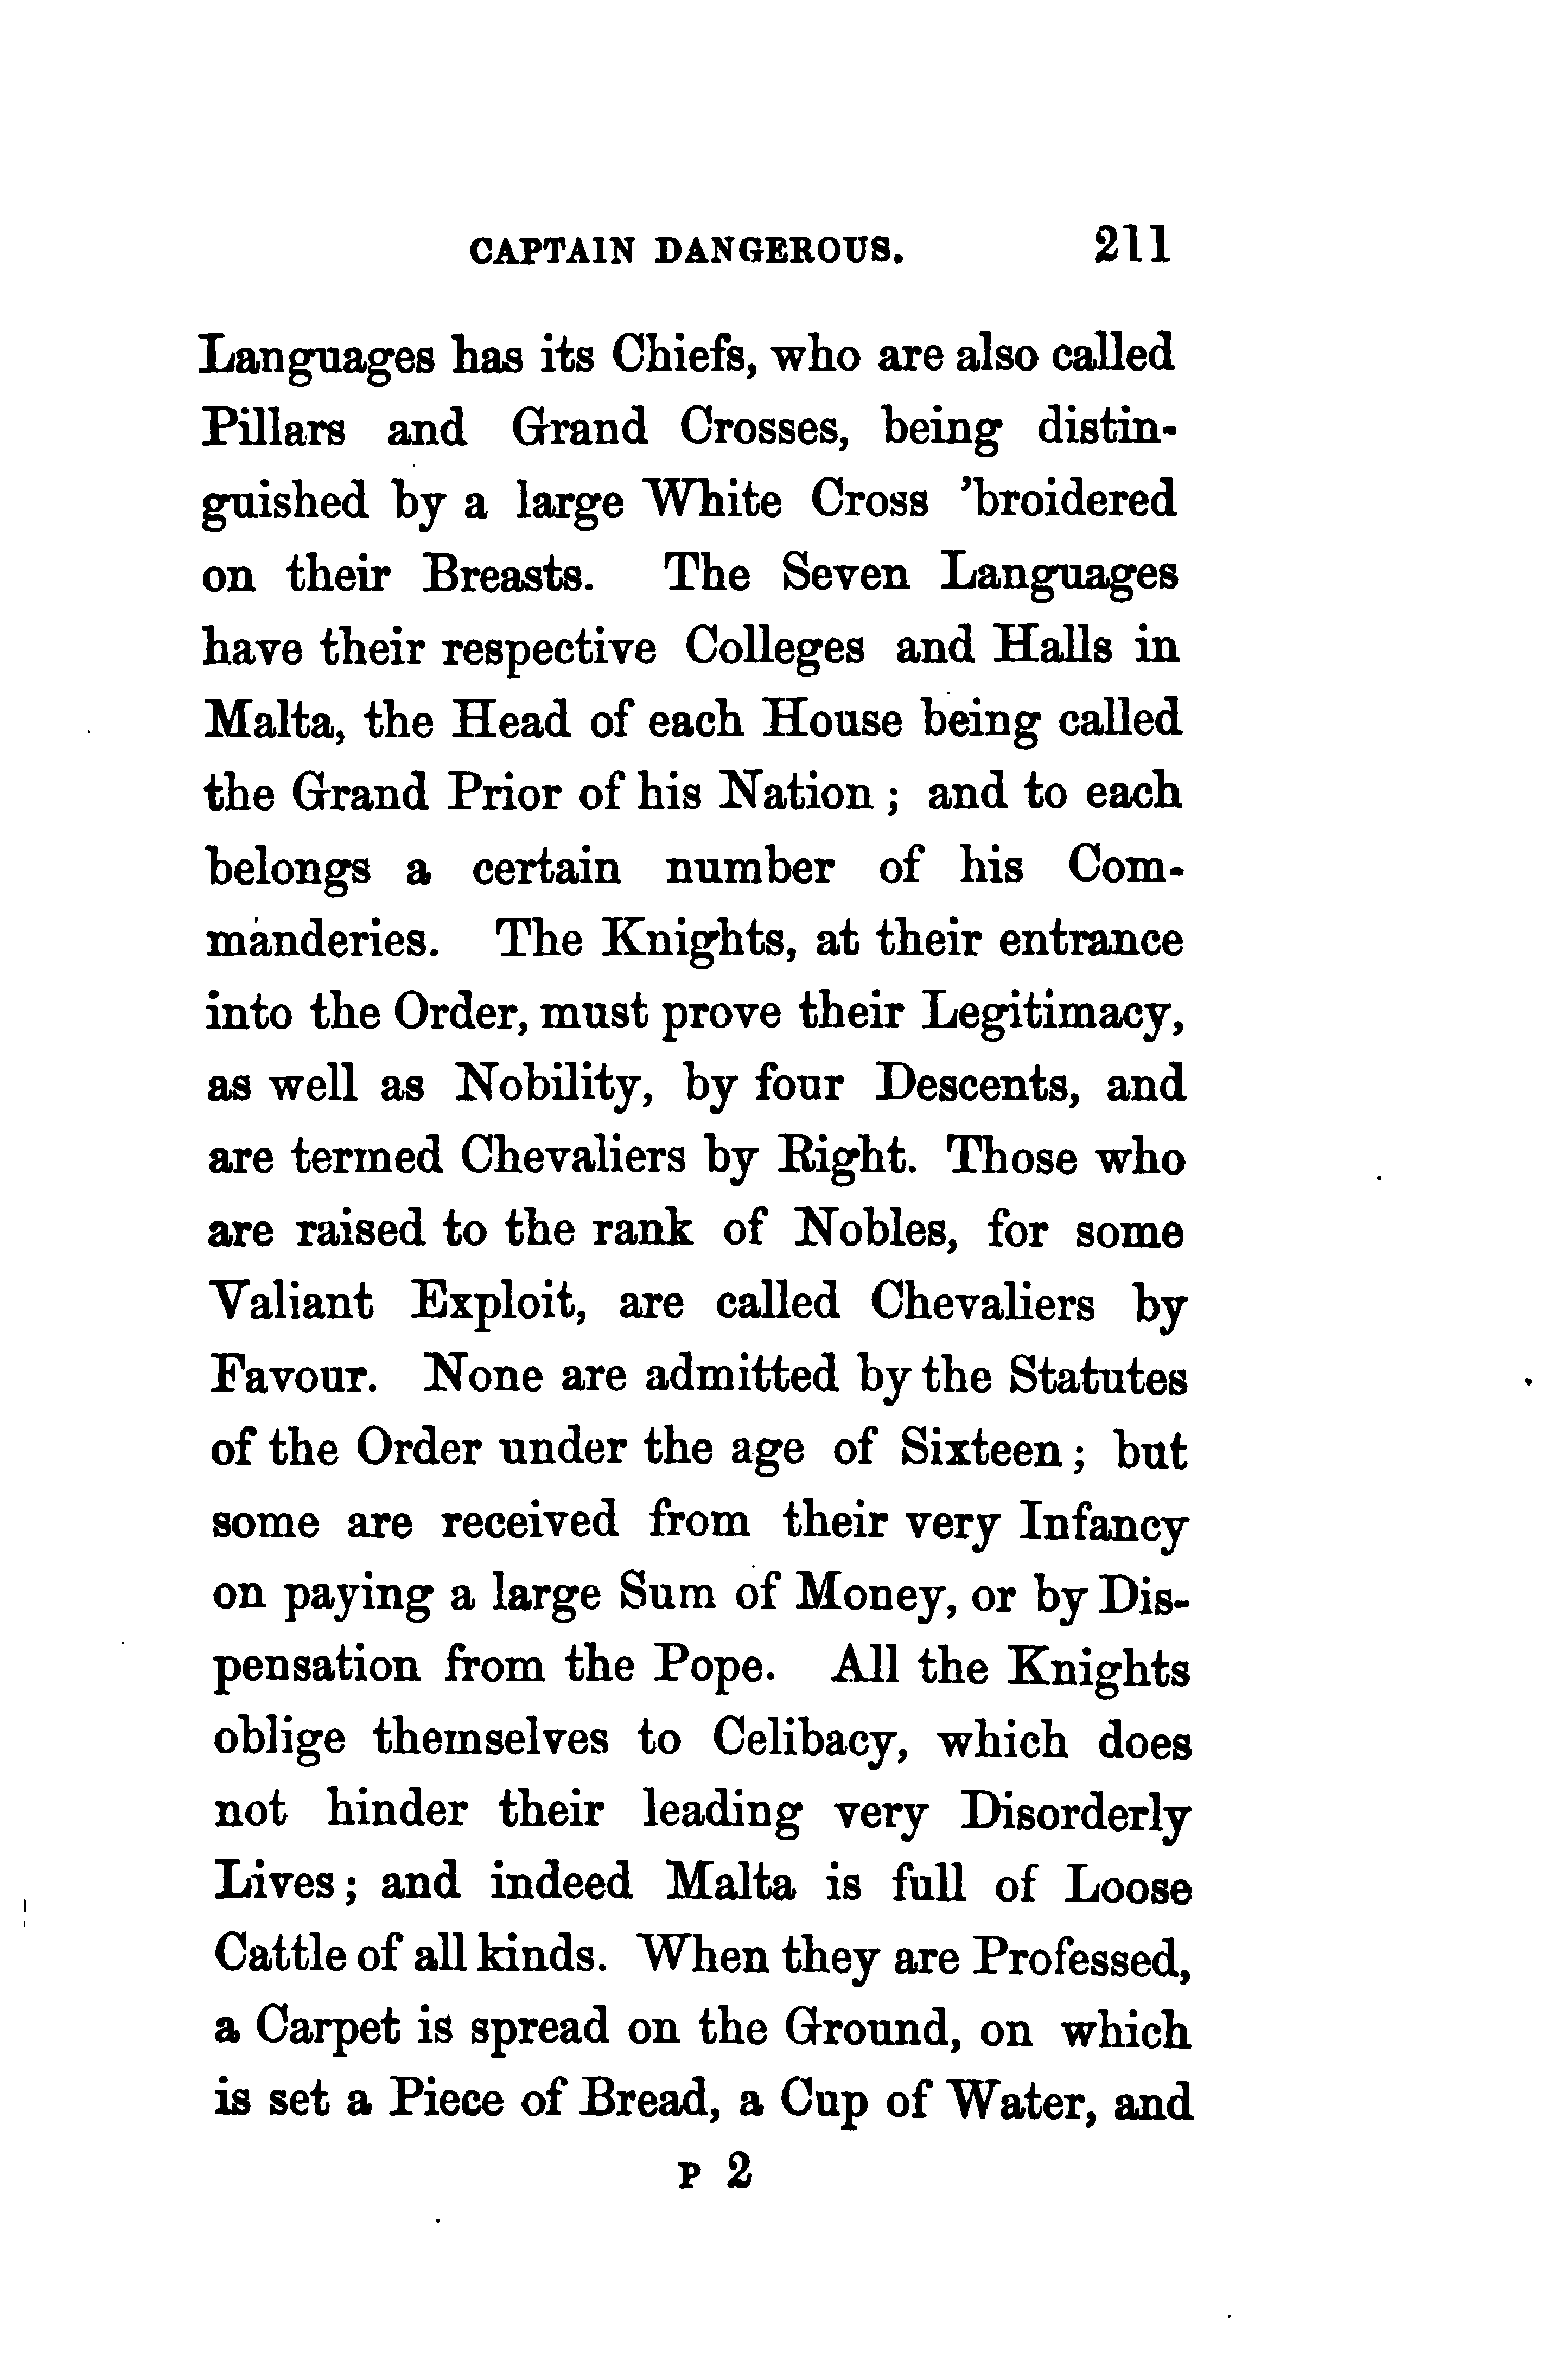 CAPTAIN DANGEROUS. 211
Languages has its Chiefs, who are also called
Pillars and Grand Crosses, being distin-
guished by a large White Cross 'broidered
on their Breasts. The Seven Languages
have their respective Colleges and Halls in
Malta, the Head of each House being called
the Grand Prior of his Nation; and to each
belongs a certain number of his Com-
manderies. The Knights, at their entrance
into the Order, must prove their Legitimacy,
as well as Nobility, by four Descents, and
are termed Chevaliers by Right. Those who
are raised to the rank of Nobles, for some
Valiant Exploit, are called Chevaliers by
Favour. None are admitted by the Statutes
of the Order under the age of Sixteen; but
some are received from their very Infancy
on paying a large Sum of Money, or by Dis-
pensation from the Pope. All the Knights
oblige themselves to Celibacy, which does
not hinder their leading very Disorderly
Lives; and indeed Malta is full of Loose
Cattle of all kinds. When they are Professed,
a Carpet is spread on the Ground, on which
is set a Piece of Bread, a Cup of Water, and
P 2